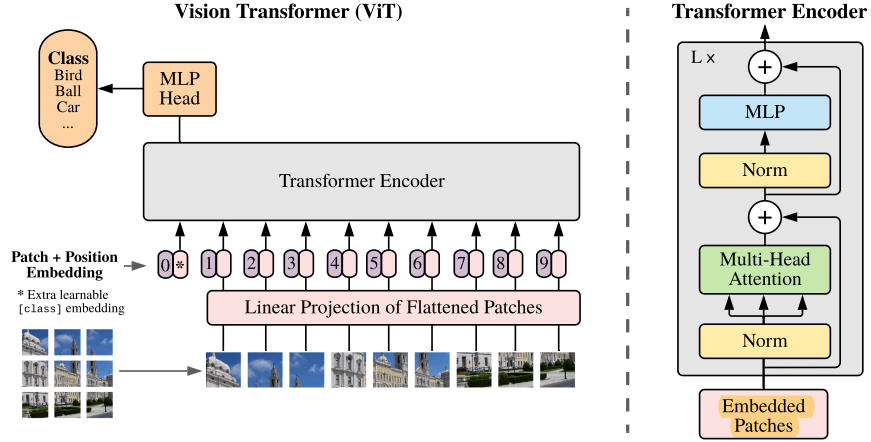 Vision Transformer (ViT)
Class
Bird
Ball
Car
...
MLP
Head
Transformer Encoder
Patch + Position
Embedding
0 * 1 2 3 4 5 6 7 8 9
* Extra learnable
[class] embedding
Linear Projection of Flattened Patches
Transformer Encoder
L x
+
MLP
Norm
+
Multi-Head
Attention
Norm
Embedded
Patches